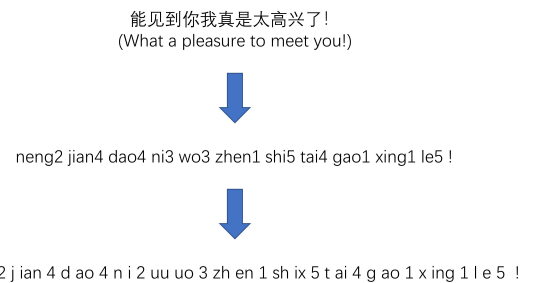 能见到你我真是太高兴了!
(What a pleasure to meet you!)
neng2 jian4 dao4 ni3 wo3 zhen1 shi5 tai4 gao1 xing1 le5 !
2 j ian 4 d ao 4 n i 2 uu uo 3 zh en 1 sh ix 5 t ai 4 g ao 1 x ing 1 l e 5 !